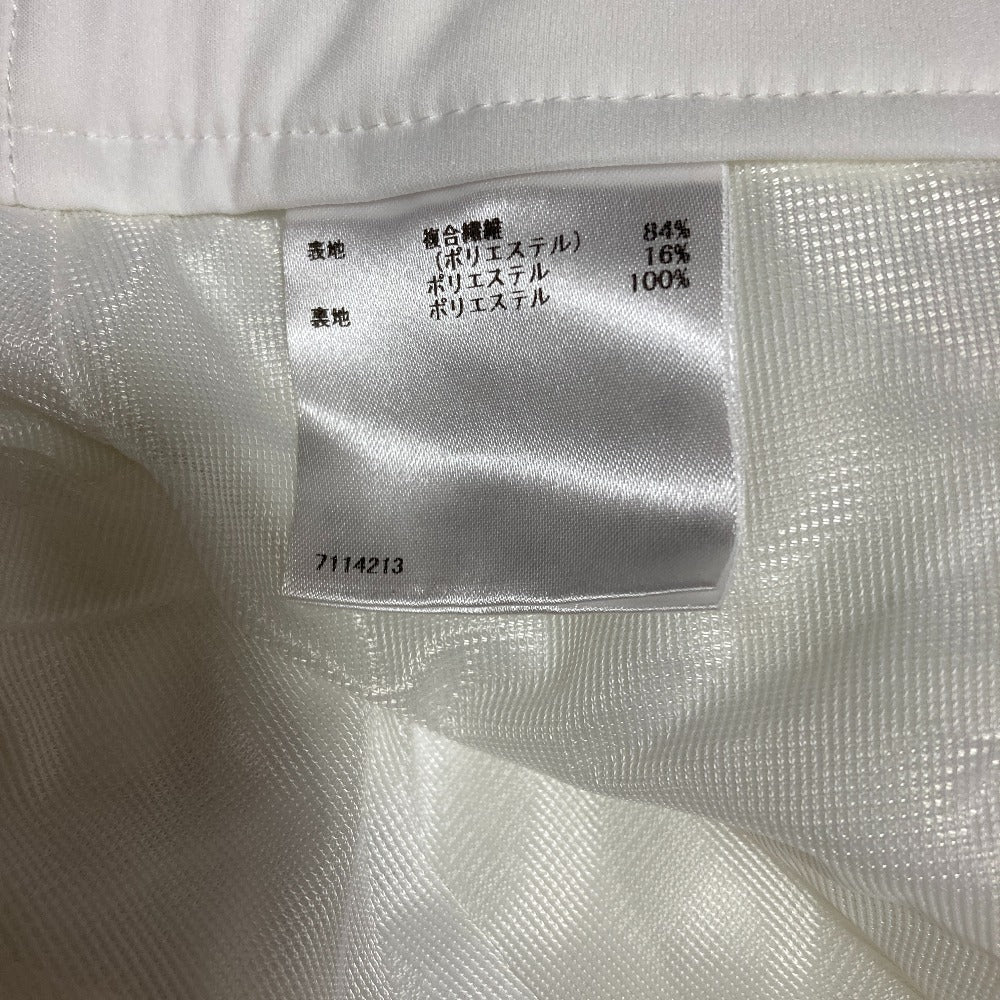 表地 複合繊維 84%
(ポリエステル)
ポリエステル 16%
裏地 ポリエステル 100%
7114213